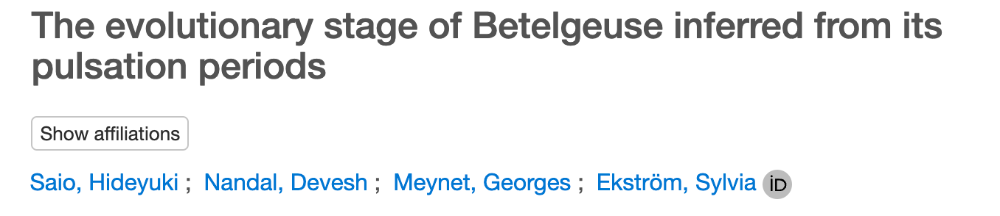 The evolutionary stage of Betelgeuse inferred from its
pulsation periods
Show affiliations
Saio, Hideyuki ; Nandal, Devesh ; Meynet, Georges ; Ekström, Sylvia iD